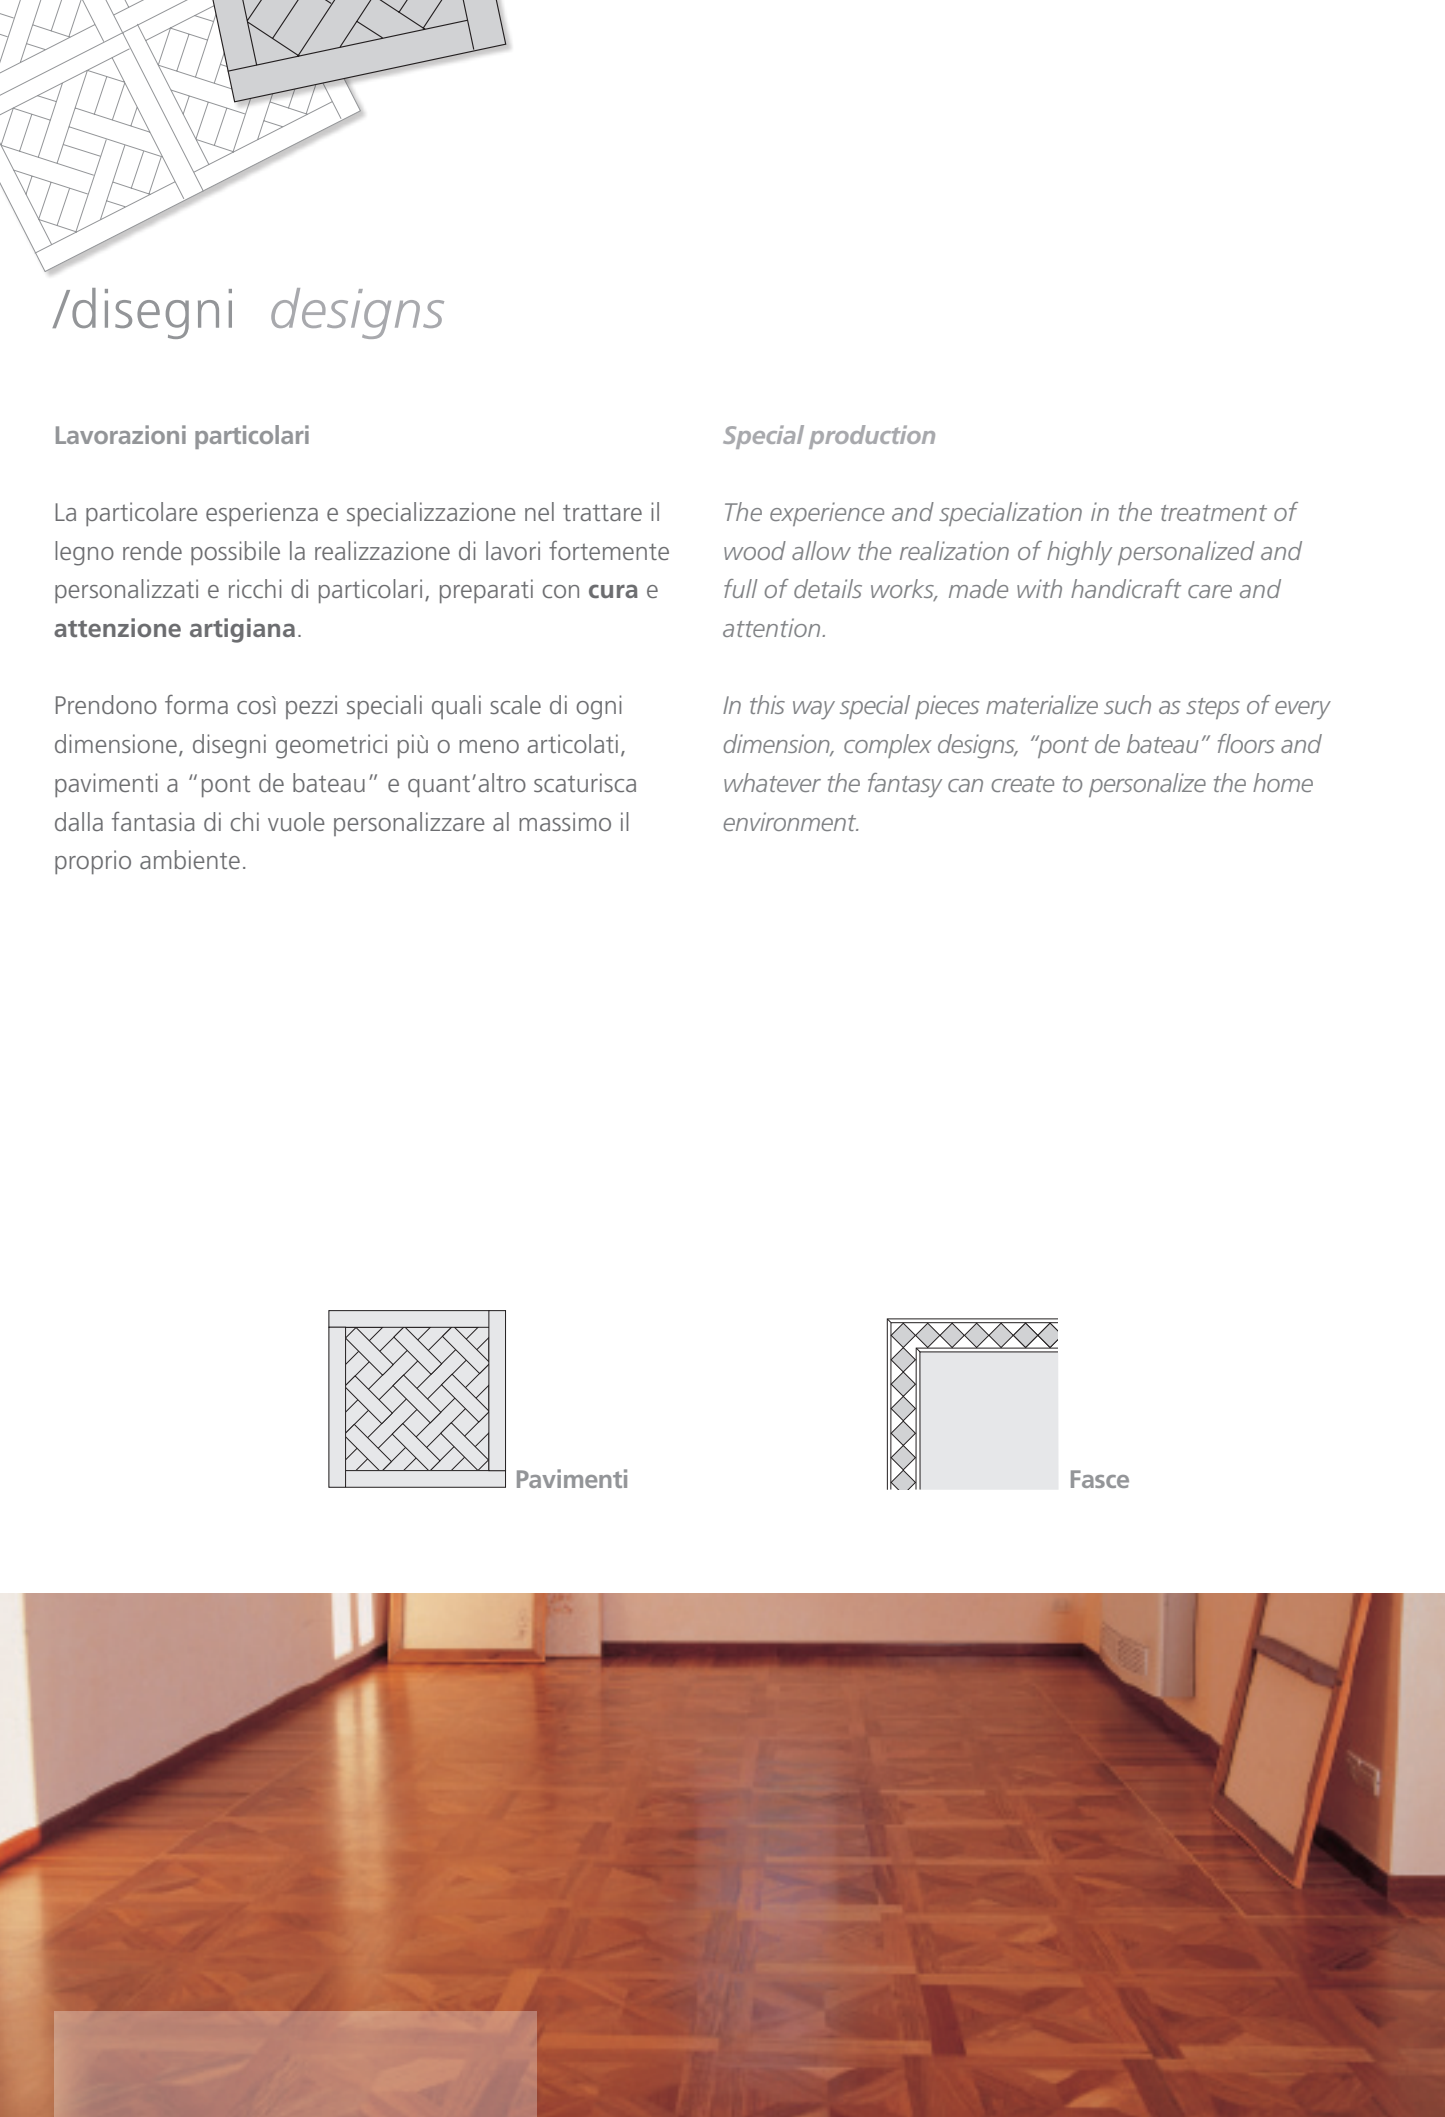 /disegni designs
Lavorazioni particolari
La particolare esperienza e specializzazione nel trattare il
legno rende possibile la realizzazione di lavori fortemente
personalizzati e ricchi di particolari, preparati con cura e
attenzione artigiana.
Prendono forma così pezzi speciali quali scale di ogni
dimensione, disegni geometrici più o meno articolati,
pavimenti a “pont de bateau” e quant’altro scaturisca
dalla fantasia di chi vuole personalizzare al massimo il
proprio ambiente.
Special production
The experience and specialization in the treatment of
wood allow the realization of highly personalized and
full of details works, made with handicraft care and
attention.
In this way special pieces materialize such as steps of every
dimension, complex designs, “pont de bateau” floors and
whatever the fantasy can create to personalize the home
environment.
Pavimenti
Fasce